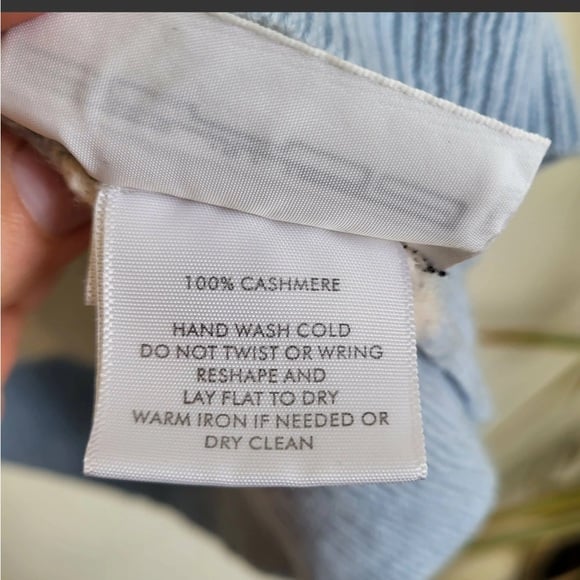 100% CASHMERE
HAND WASH COLD
DO NOT TWIST OR WRING
RESHAPE AND
LAY FLAT TO DRY
WARM IRON IF NEEDED OR
DRY CLEAN